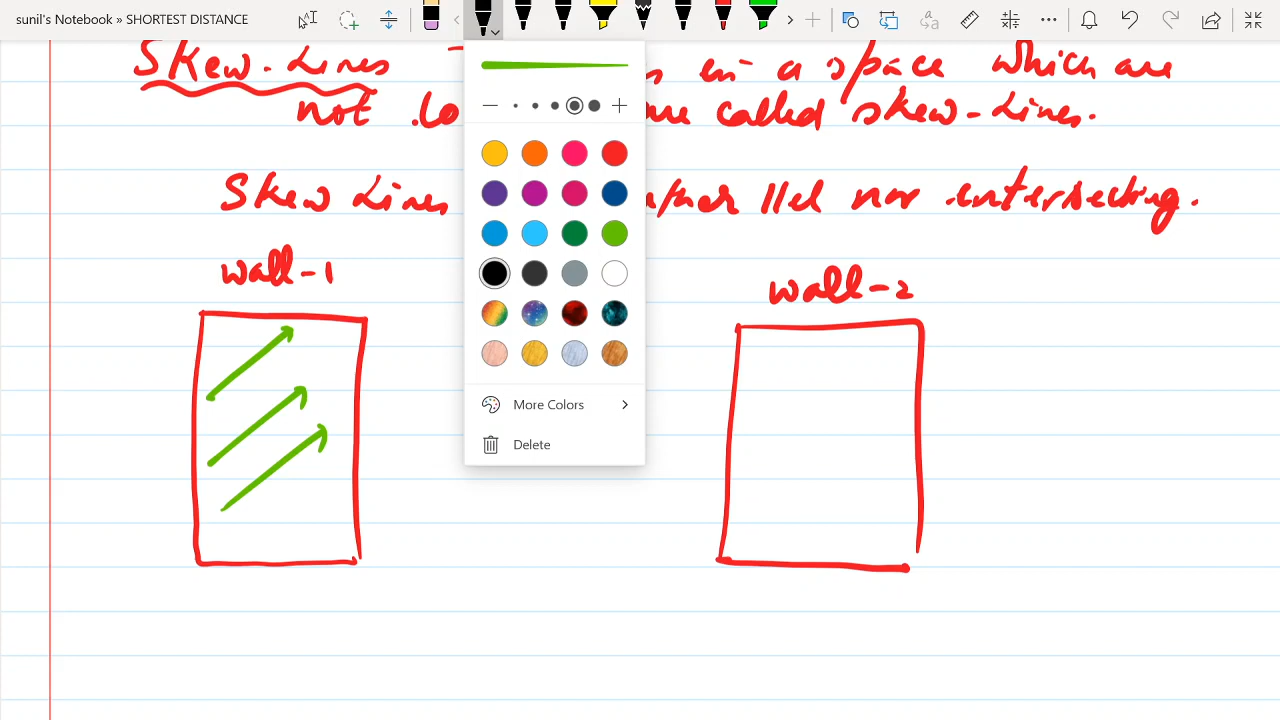 sunil's Notebook » SHORTEST DISTANCE
Skew-Lines in a space which are
not called skew-Lines.
Skew Lines llel nor intersecting.
wall-1
wall-2
More Colors
Delete